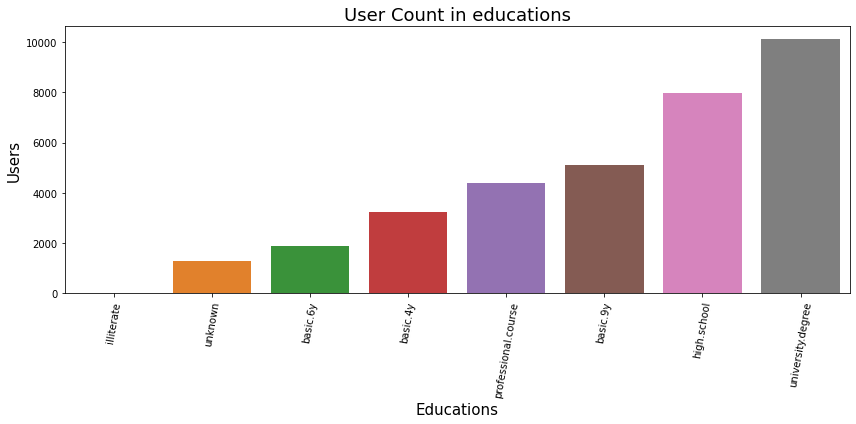 User Count in educations
Users
10000
8000
6000
4000
2000
0
illiterate
unknown
basic.6y
basic.4y
professional.course
basic.9y
high.school
university.degree
Educations